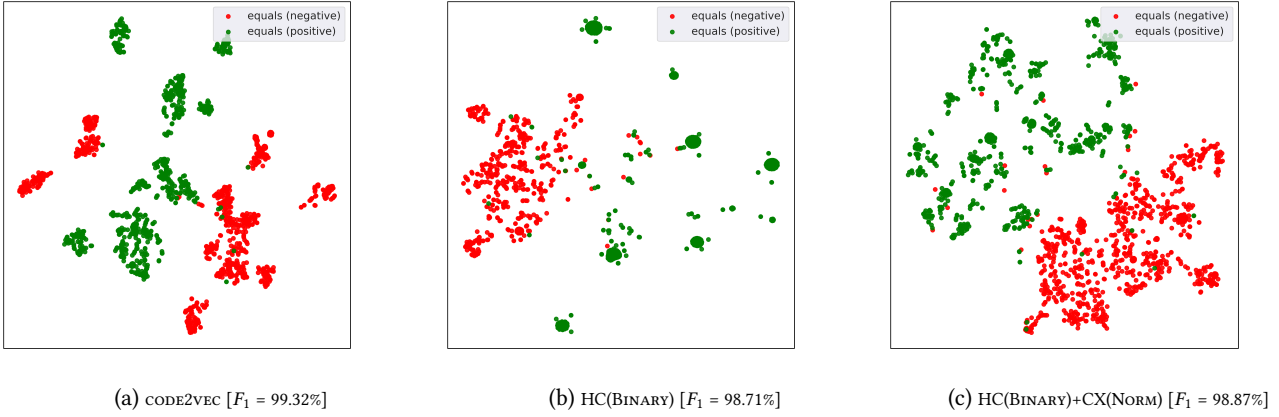 equals (negative)
equals (positive)
equals (negative)
equals (positive)
equals (negative)
equals (positive)
(a) CODE2VEC [F1 = 99.32%]
(b) HC(BINARY) [F1 = 98.71%]
(c) HC(BINARY)+CX(NORM) [F1 = 98.87%]